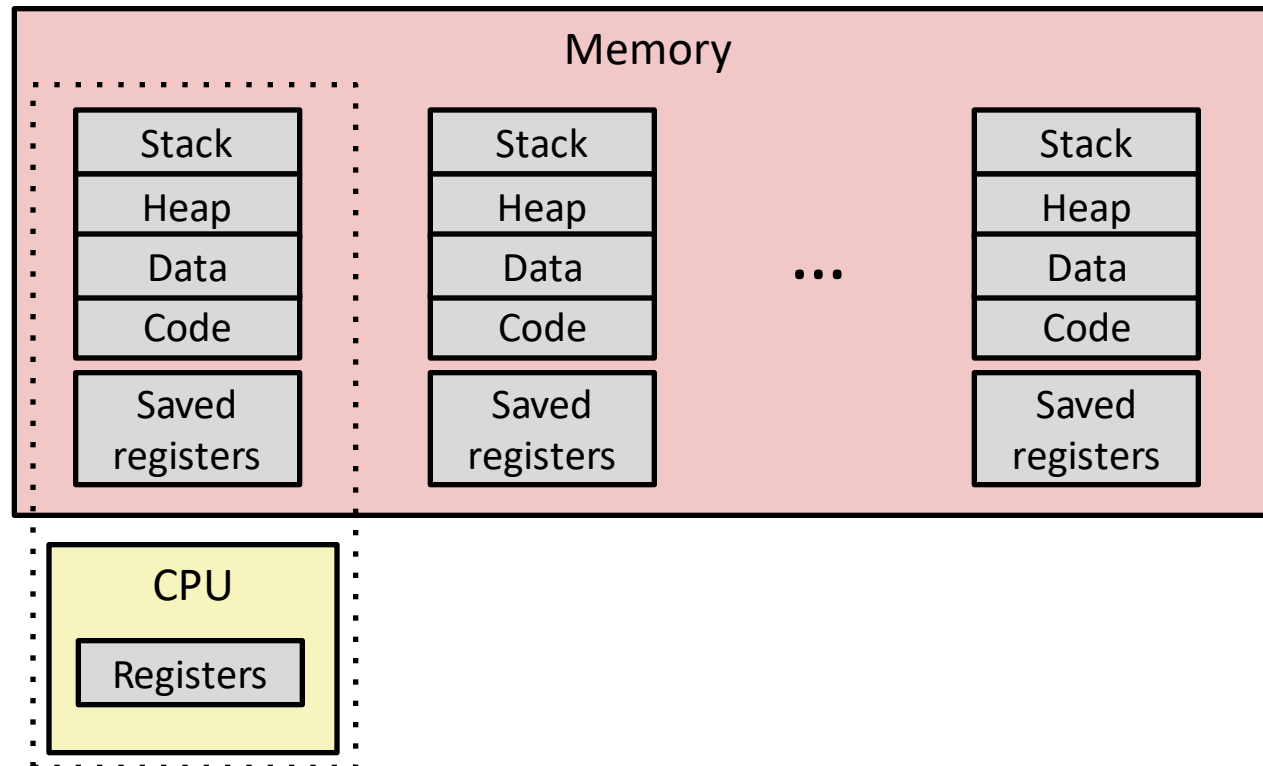 Memory
Stack
Heap
Data
Code
Saved
registers
Stack
Heap
Data
Code
Saved
registers
...
Stack
Heap
Data
Code
Saved
registers
CPU
Registers